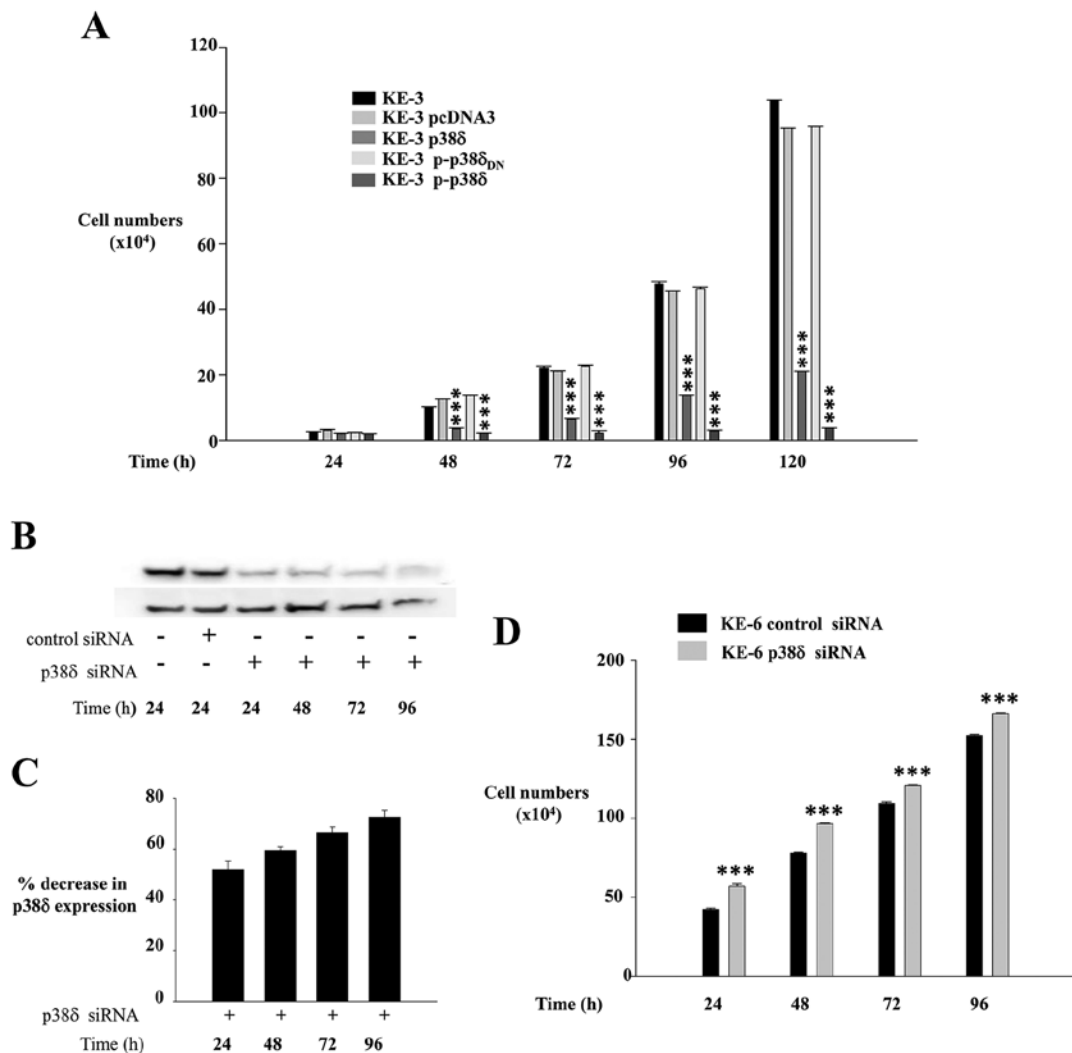 A
120
100
80
60
40
20
0
Cell numbers
(x10⁴)
KE-3
KE-3 pcDNA3
KE-3 p38δ
KE-3 p-p38δDN
KE-3 p-p38δ
***
***
***
***
***
***
***
***
Time (h)
24 48 72 96 120
B
control siRNA - + - - - -
p38δ siRNA - - + + + +
Time (h) 24 24 24 48 72 96
C
80
60
40
20
0
% decrease in
p38δ expression
p38δ siRNA + + + +
Time (h) 24 48 72 96
D
KE-6 control siRNA
KE-6 p38δ siRNA
200
150
100
50
0
Cell numbers
(x10⁴)
***
***
***
***
Time (h) 24 48 72 96